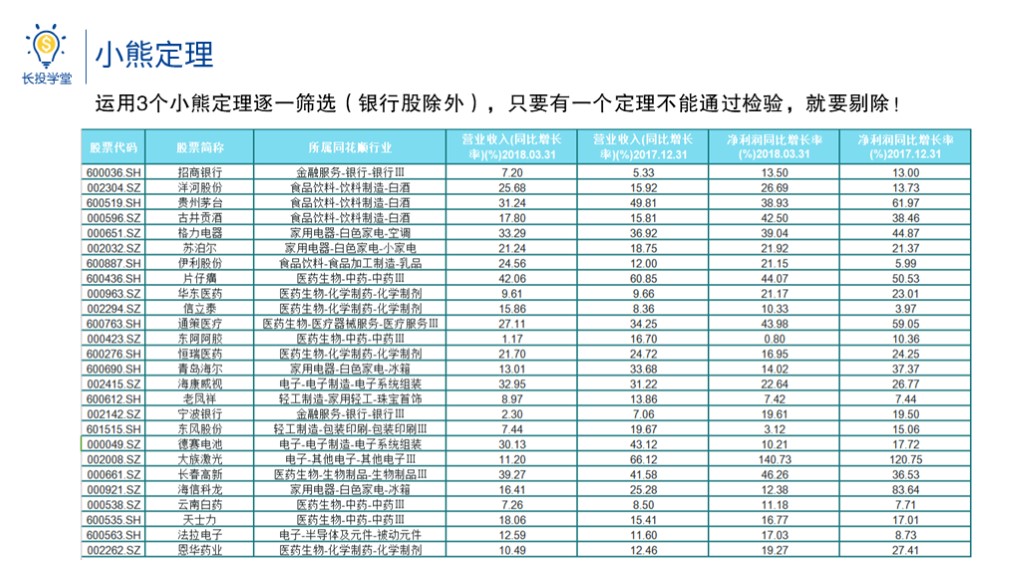 长投学堂
小熊定理
运用3个小熊定理逐一筛选（银行股除外），只要有一个定理不能通过检验，就要剔除！
股票代码 股票简称 所属同花顺行业 营业收入(同比增长率)(%)2018.03.31 营业收入(同比增长率)(%)2017.12.31 净利润同比增长率(%)2018.03.31 净利润同比增长率(%)2017.12.31
600036.SH 招商银行 金融服务-银行-银行Ⅲ 7.20 5.33 13.50 13.00
002304.SZ 洋河股份 食品饮料-饮料制造-白酒 25.68 15.92 26.69 13.73
600519.SH 贵州茅台 食品饮料-饮料制造-白酒 31.24 49.81 38.93 61.97
000596.SZ 古井贡酒 食品饮料-饮料制造-白酒 17.80 15.81 42.50 38.46
000651.SZ 格力电器 家用电器-白色家电-空调 33.29 36.92 39.04 44.87
002032.SZ 苏泊尔 家用电器-白色家电-小家电 21.24 18.75 21.92 21.37
600887.SH 伊利股份 食品饮料-食品加工制造-乳品 24.56 12.00 21.15 5.99
600436.SH 片仔癀 医药生物-中药-中药Ⅲ 42.06 60.85 44.07 50.53
000963.SZ 华东医药 医药生物-化学制药-化学制剂 9.61 9.66 21.17 23.01
002294.SZ 信立泰 医药生物-化学制药-化学制剂 15.86 8.36 10.33 3.97
600763.SH 通策医疗 医药生物-医疗器械服务-医疗服务Ⅲ 27.11 34.25 43.98 59.05
000423.SZ 东阿阿胶 医药生物-中药-中药Ⅲ 1.17 16.70 0.80 10.36
600276.SH 恒瑞医药 医药生物-化学制药-化学制剂 21.70 24.72 16.95 24.25
600690.SH 青岛海尔 家用电器-白色家电-冰箱 13.01 33.68 14.02 37.37
002415.SZ 海康威视 电子-电子制造-电子系统组装 32.95 31.22 22.64 26.77
600612.SH 老凤祥 轻工制造-家用轻工-珠宝首饰 8.97 13.86 7.42 7.44
002142.SZ 宁波银行 金融服务-银行-银行Ⅲ 2.30 7.06 19.61 19.50
601515.SH 东风股份 轻工制造-包装印刷-包装印刷Ⅲ 7.44 19.67 3.12 15.06
000049.SZ 德赛电池 电子-电子制造-电子系统组装 30.13 43.12 10.21 17.72
002008.SZ 大族激光 电子-其他电子-其他电子Ⅲ 11.20 66.12 140.73 120.75
000661.SZ 长春高新 医药生物-生物制品-生物制品Ⅲ 39.27 41.58 46.26 36.53
000921.SZ 海信科龙 家用电器-白色家电-冰箱 16.41 25.28 12.38 83.64
000538.SZ 云南白药 医药生物-中药-中药Ⅲ 7.26 8.50 11.18 7.71
600535.SH 天士力 医药生物-中药-中药Ⅲ 18.06 15.41 16.77 17.01
600563.SH 法拉电子 电子-半导体及元件-被动元件 12.59 11.60 17.03 8.73
002262.SZ 恩华药业 医药生物-化学制药-化学制剂 10.49 12.46 19.27 27.41